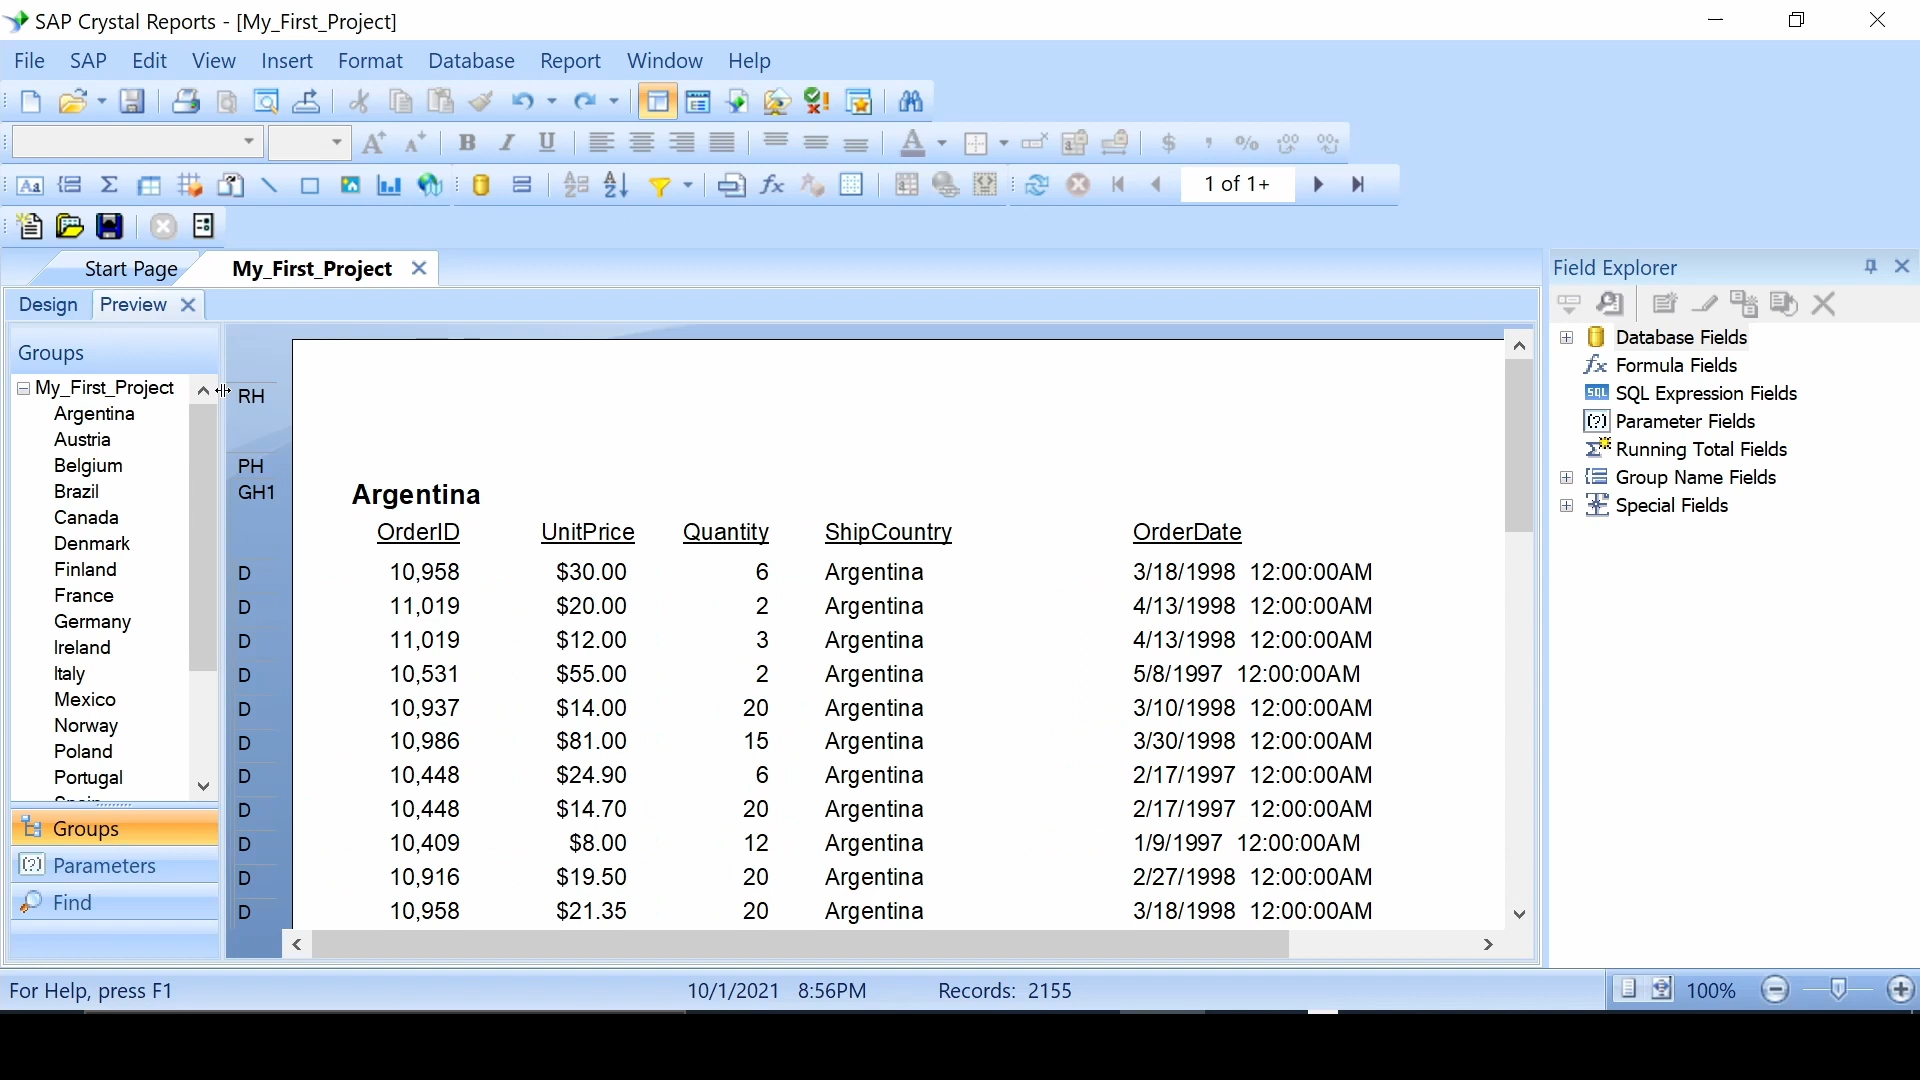 SAP Crystal Reports - [My_First_Project]
File SAP Edit View Insert Format Database Report Window Help
1 of 1+
Start Page My_First_Project
Design Preview
Field Explorer
Groups
My_First_Project
Argentina
Austria
Belgium
Brazil
Canada
Denmark
Finland
France
Germany
Ireland
Italy
Mexico
Norway
Poland
Portugal
Groups
Parameters
Find
RH
PH
GH1 Argentina
OrderID UnitPrice Quantity ShipCountry OrderDate
D 10,958 $30.00 6 Argentina 3/18/1998 12:00:00AM
D 11,019 $20.00 2 Argentina 4/13/1998 12:00:00AM
D 11,019 $12.00 3 Argentina 4/13/1998 12:00:00AM
D 10,531 $55.00 2 Argentina 5/8/1997 12:00:00AM
D 10,937 $14.00 20 Argentina 3/10/1998 12:00:00AM
D 10,986 $81.00 15 Argentina 3/30/1998 12:00:00AM
D 10,448 $24.90 6 Argentina 2/17/1997 12:00:00AM
D 10,448 $14.70 20 Argentina 2/17/1997 12:00:00AM
D 10,409 $8.00 12 Argentina 1/9/1997 12:00:00AM
D 10,916 $19.50 20 Argentina 2/27/1998 12:00:00AM
D 10,958 $21.35 20 Argentina 3/18/1998 12:00:00AM
Database Fields
Formula Fields
SQL Expression Fields
Parameter Fields
Running Total Fields
Group Name Fields
Special Fields
For Help, press F1 10/1/2021 8:56PM Records: 2155 100%